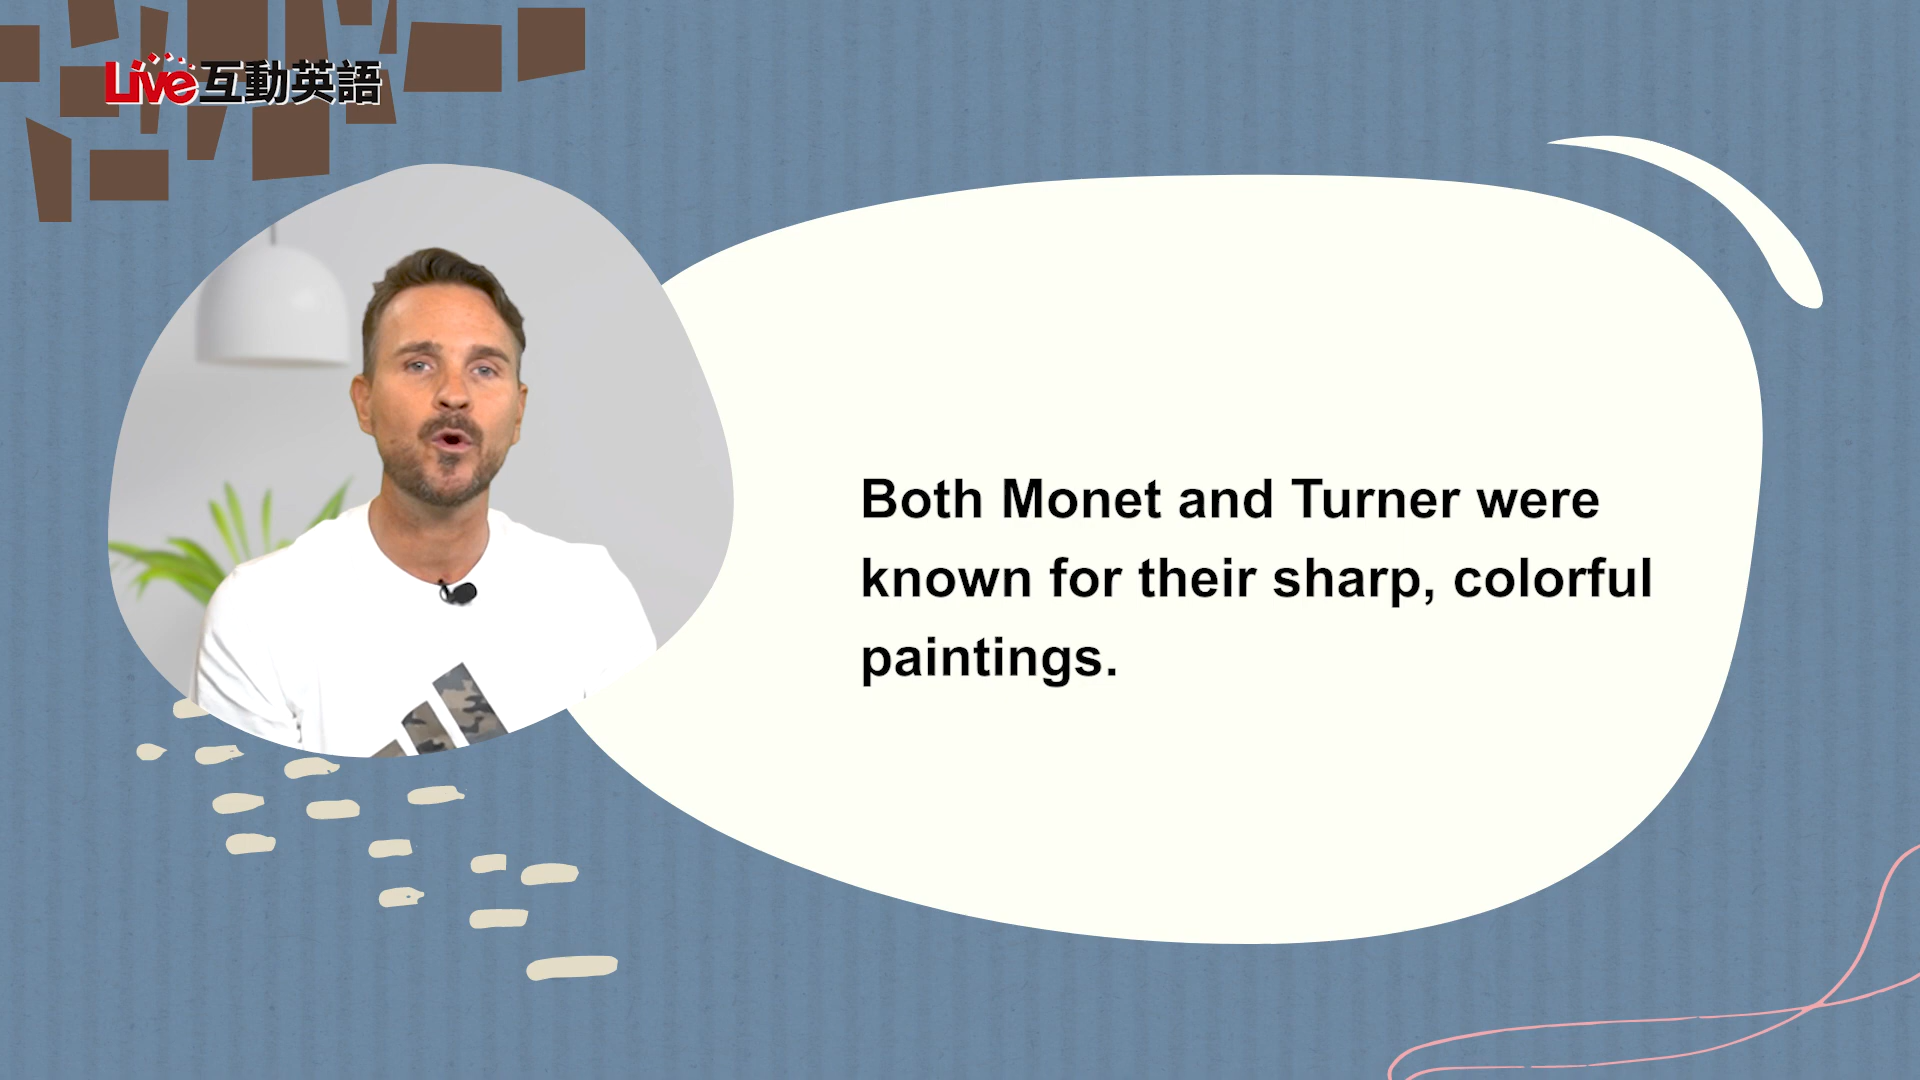 Live互動英語
Both Monet and Turner were
known for their sharp, colorful
paintings.